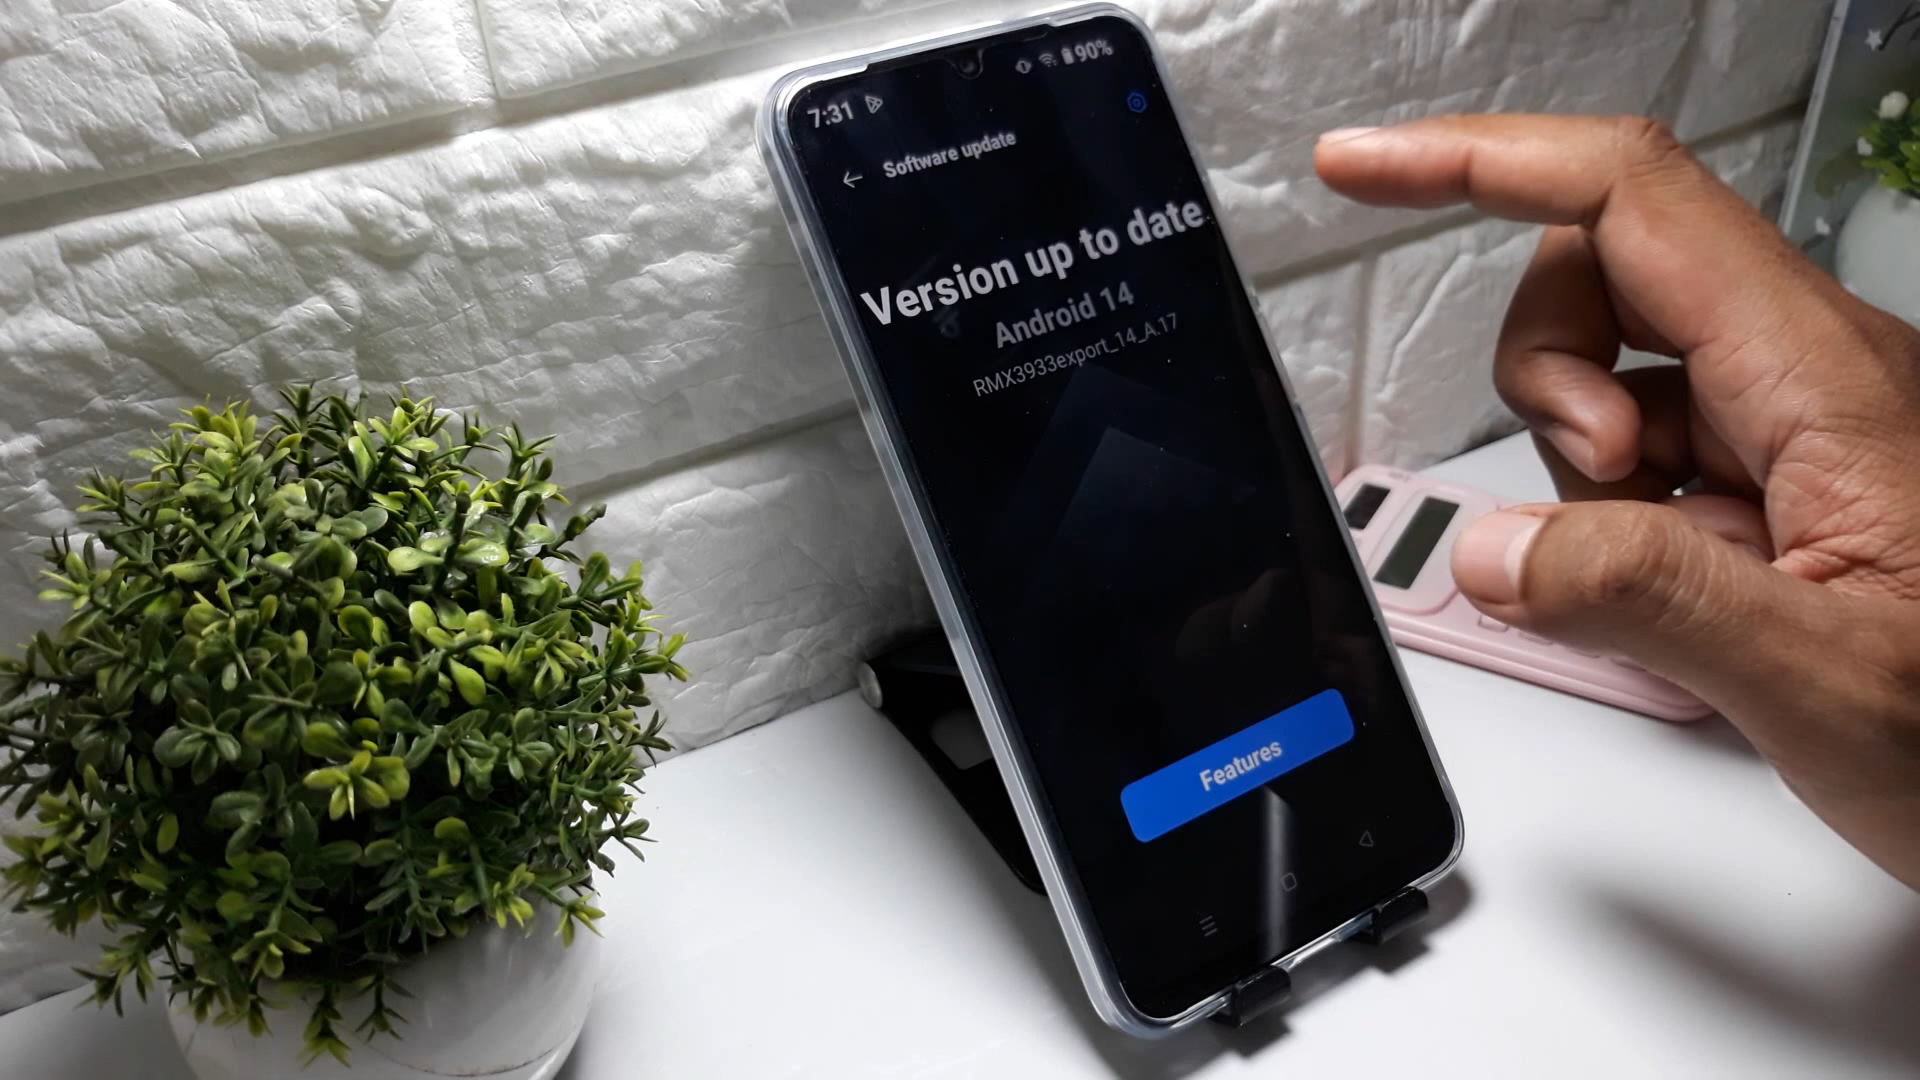 7:31 90%
Software update
Version up to date
Android 14
RMX3933export_14_A.17
Features